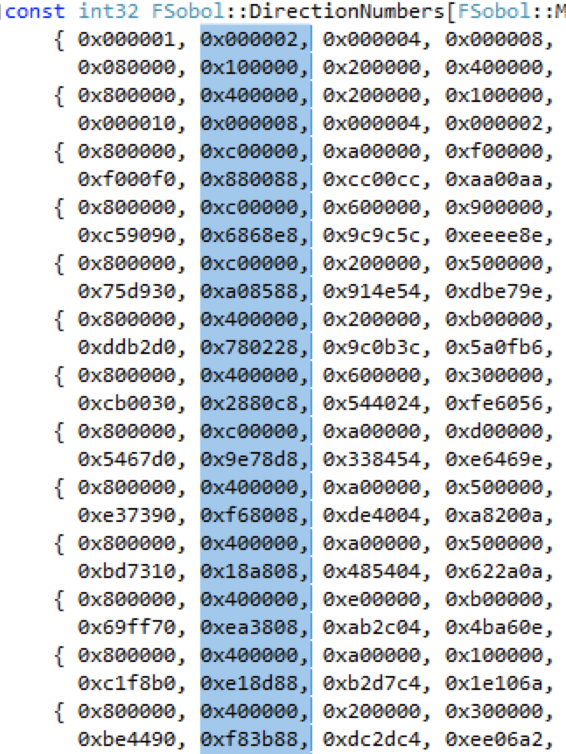 const int32 FSobol::DirectionNumbers[FSobol::M
{ 0x000001, 0x000002, 0x000004, 0x000008,
0x080000, 0x100000, 0x200000, 0x400000,
{ 0x800000, 0x400000, 0x200000, 0x100000,
0x000010, 0x000008, 0x000004, 0x000002,
{ 0x800000, 0xc00000, 0xa00000, 0xf00000,
0xf000f0, 0x880088, 0xcc00cc, 0xaa00aa,
{ 0x800000, 0xc00000, 0x600000, 0x900000,
0xc59090, 0x6868e8, 0x9c9c5c, 0xeeee8e,
{ 0x800000, 0xc00000, 0x200000, 0x500000,
0x75d930, 0xa08588, 0x914e54, 0xdbe79e,
{ 0x800000, 0x400000, 0x200000, 0xb00000,
0xddb2d0, 0x780228, 0x9c0b3c, 0x5a0fb6,
{ 0x800000, 0x400000, 0x600000, 0x300000,
0xcb0030, 0x2880c8, 0x544024, 0xfe6056,
{ 0x800000, 0xc00000, 0xa00000, 0xd00000,
0x5467d0, 0x9e78d8, 0x338454, 0xe6469e,
{ 0x800000, 0x400000, 0xa00000, 0x500000,
0xe37390, 0xf68008, 0xde4004, 0xa8200a,
{ 0x800000, 0x400000, 0xa00000, 0x500000,
0xbd7310, 0x18a808, 0x485404, 0x622a0a,
{ 0x800000, 0x400000, 0xe00000, 0xb00000,
0x69ff70, 0xea3808, 0xab2c04, 0x4ba60e,
{ 0x800000, 0x400000, 0xa00000, 0x100000,
0xc1f8b0, 0xe18d88, 0xb2d7c4, 0x1e106a,
{ 0x800000, 0x400000, 0x200000, 0x300000,
0xbe4490, 0xf83b88, 0xdc2dc4, 0xee06a2,